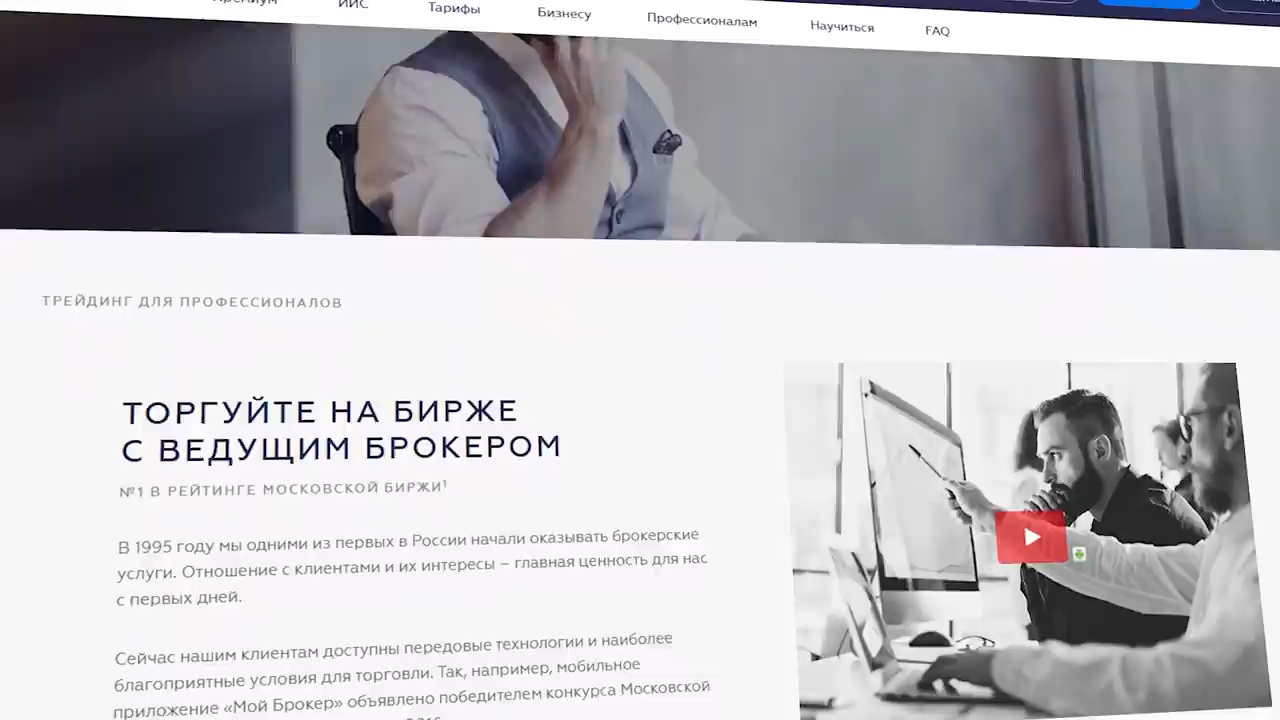 ИИС Тарифы Бизнесу Профессионалам Научиться FAQ
ТРЕЙДИНГ ДЛЯ ПРОФЕССИОНАЛОВ
ТОРГУЙТЕ НА БИРЖЕ
С ВЕДУЩИМ БРОКЕРОМ
№1 В РЕЙТИНГЕ МОСКОВСКОЙ БИРЖИ¹
В 1995 году мы одними из первых в России начали оказывать брокерские
услуги. Отношение с клиентами и их интересы – главная ценность для нас
с первых дней.
Сейчас нашим клиентам доступны передовые технологии и наиболее
благоприятные условия для торговли. Так, например, мобильное
приложение «Мой Брокер» объявлено победителем конкурса Московской